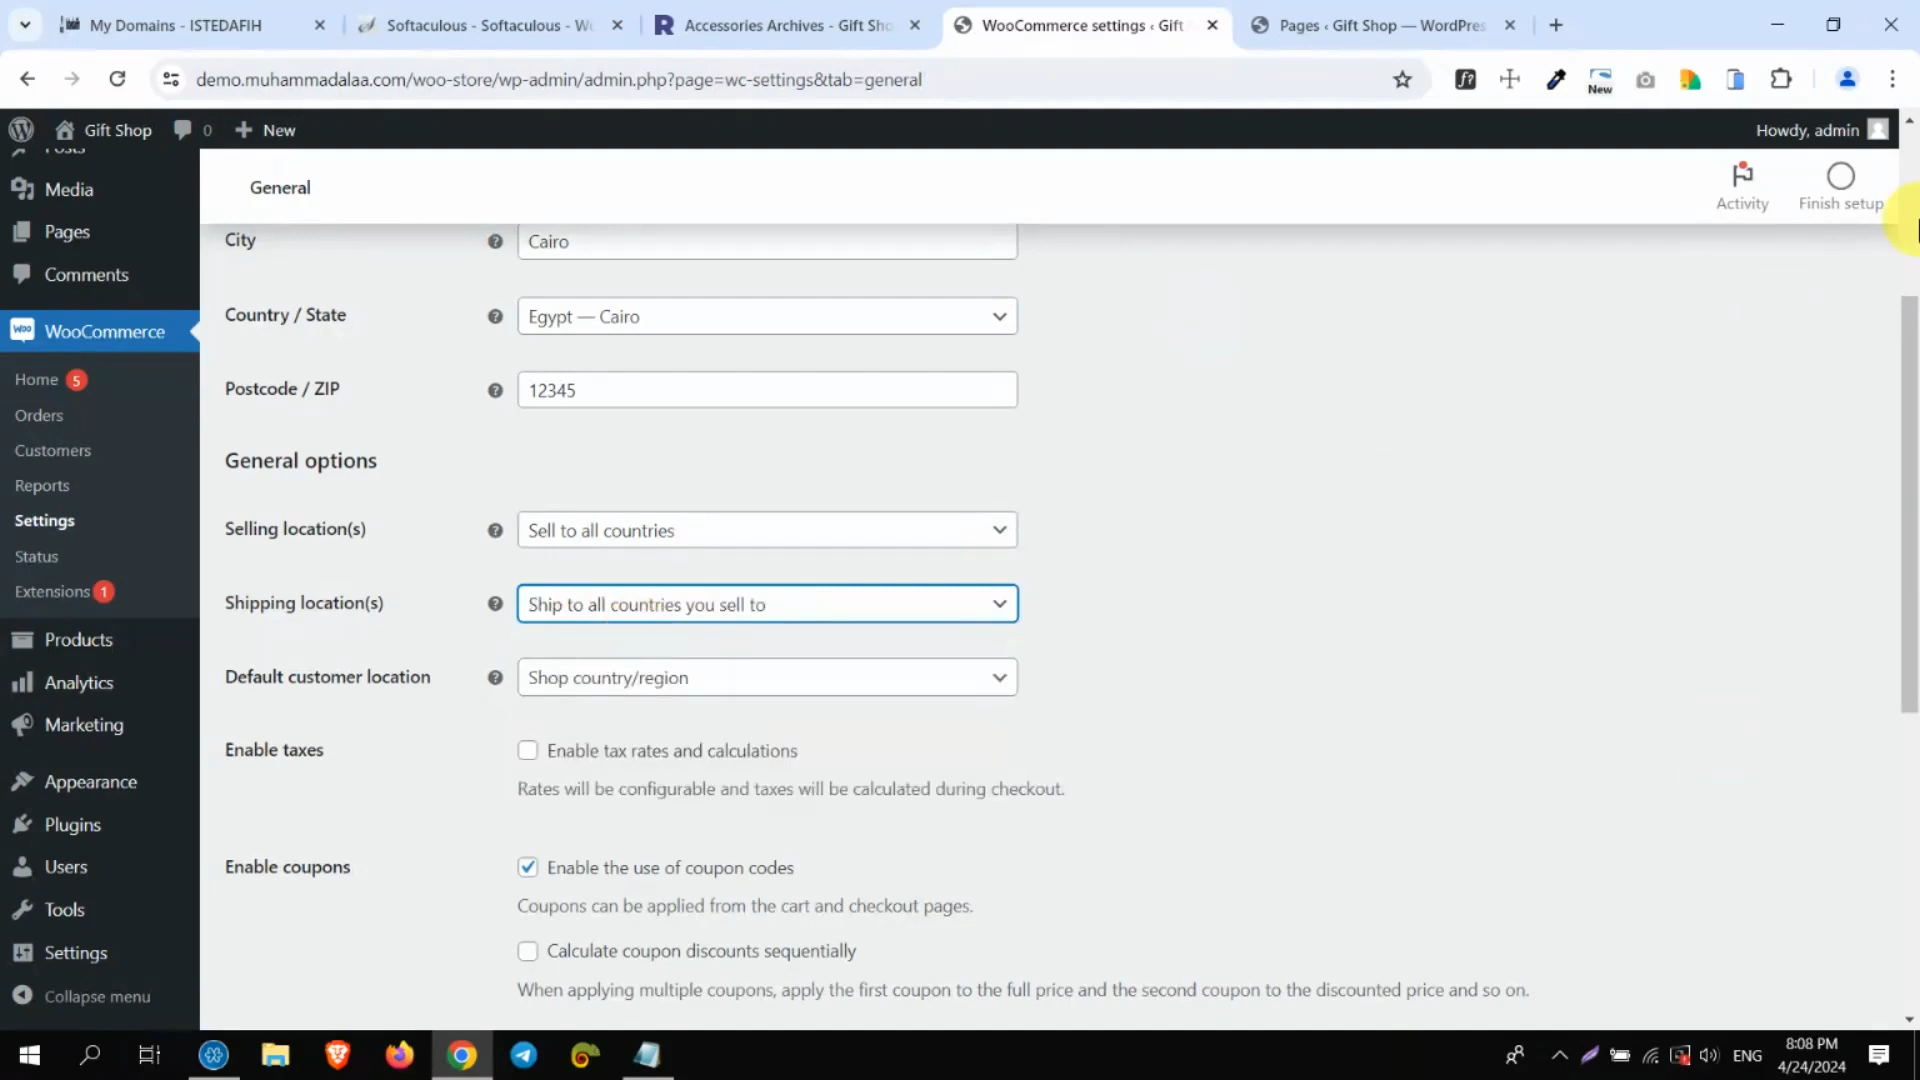 My Domains - ISTEDAFIH
Softaculous - Softaculous - Wo
Accessories Archives - Gift Sho
WooCommerce settings ‹ Gift
Pages ‹ Gift Shop — WordPres
demo.muhammadalaa.com/woo-store/wp-admin/admin.php?page=wc-settings&tab=general
New
Gift Shop
0
New
Howdy, admin
Posts
Media
Pages
Comments
WooCommerce
Home 5
Orders
Customers
Reports
Settings
Status
Extensions 1
Products
Analytics
Marketing
Appearance
Plugins
Users
Tools
Settings
Collapse menu
General
Activity
Finish setup
City
Cairo
Country / State
Egypt — Cairo
Postcode / ZIP
12345
General options
Selling location(s)
Sell to all countries
Shipping location(s)
Ship to all countries you sell to
Default customer location
Shop country/region
Enable taxes
Enable tax rates and calculations
Rates will be configurable and taxes will be calculated during checkout.
Enable coupons
Enable the use of coupon codes
Coupons can be applied from the cart and checkout pages.
Calculate coupon discounts sequentially
When applying multiple coupons, apply the first coupon to the full price and the second coupon to the discounted price and so on.
ENG
8:08 PM
4/24/2024